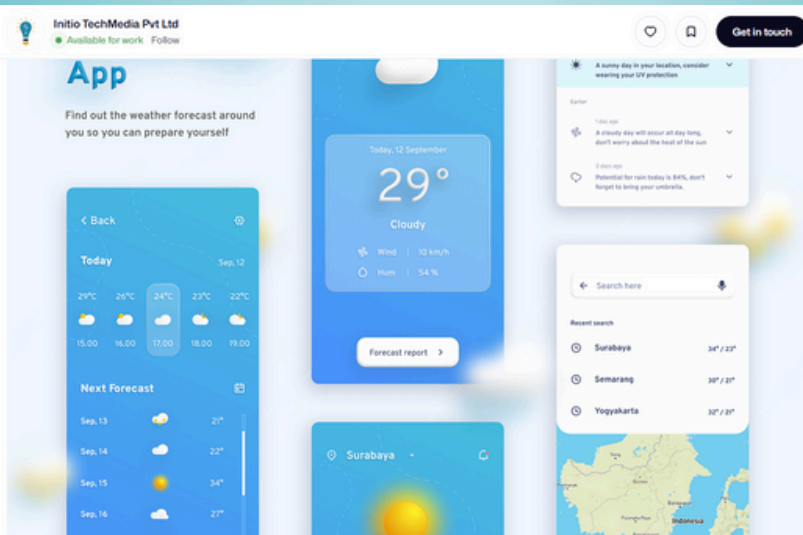 Initio TechMedia Pvt Ltd
Available for work Follow
Get in touch
App
Find out the weather forecast around
you so you can prepare yourself
Back
Today
Sep, 12
29°C 26°C 24°C 23°C 22°C
15.00 16.00 17.00 18.00 19.00
Next Forecast
Sep, 13 21°
Sep, 14 22°
Sep, 15 34°
Sep, 16 27°
Today, 12 September
29°
Cloudy
Wind | 10 km/h
Hum | 54 %
Forecast report
Surabaya
A sunny day in your location, consider
wearing your UV protection
Earlier
1 day ago
A cloudy day will occur all day long,
don't worry about the heat of the sun
2 days ago
Potential for rain today is 84%, don't
forget to bring your umbrella.
Search here
Recent search
Surabaya 34° / 23°
Semarang 30° / 21°
Yogyakarta 32° / 21°
Indonesia